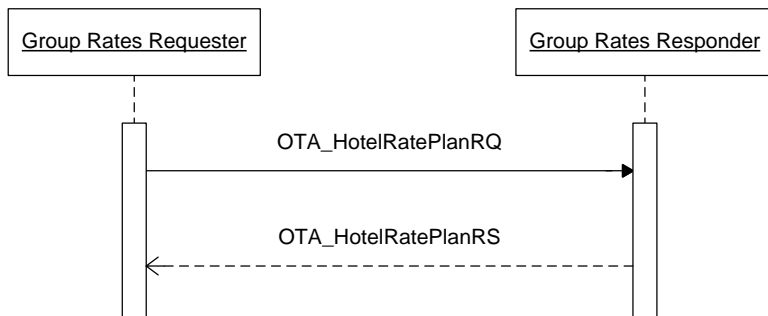 Group Rates Requester
Group Rates Responder
OTA_HotelRatePlanRQ
OTA_HotelRatePlanRS